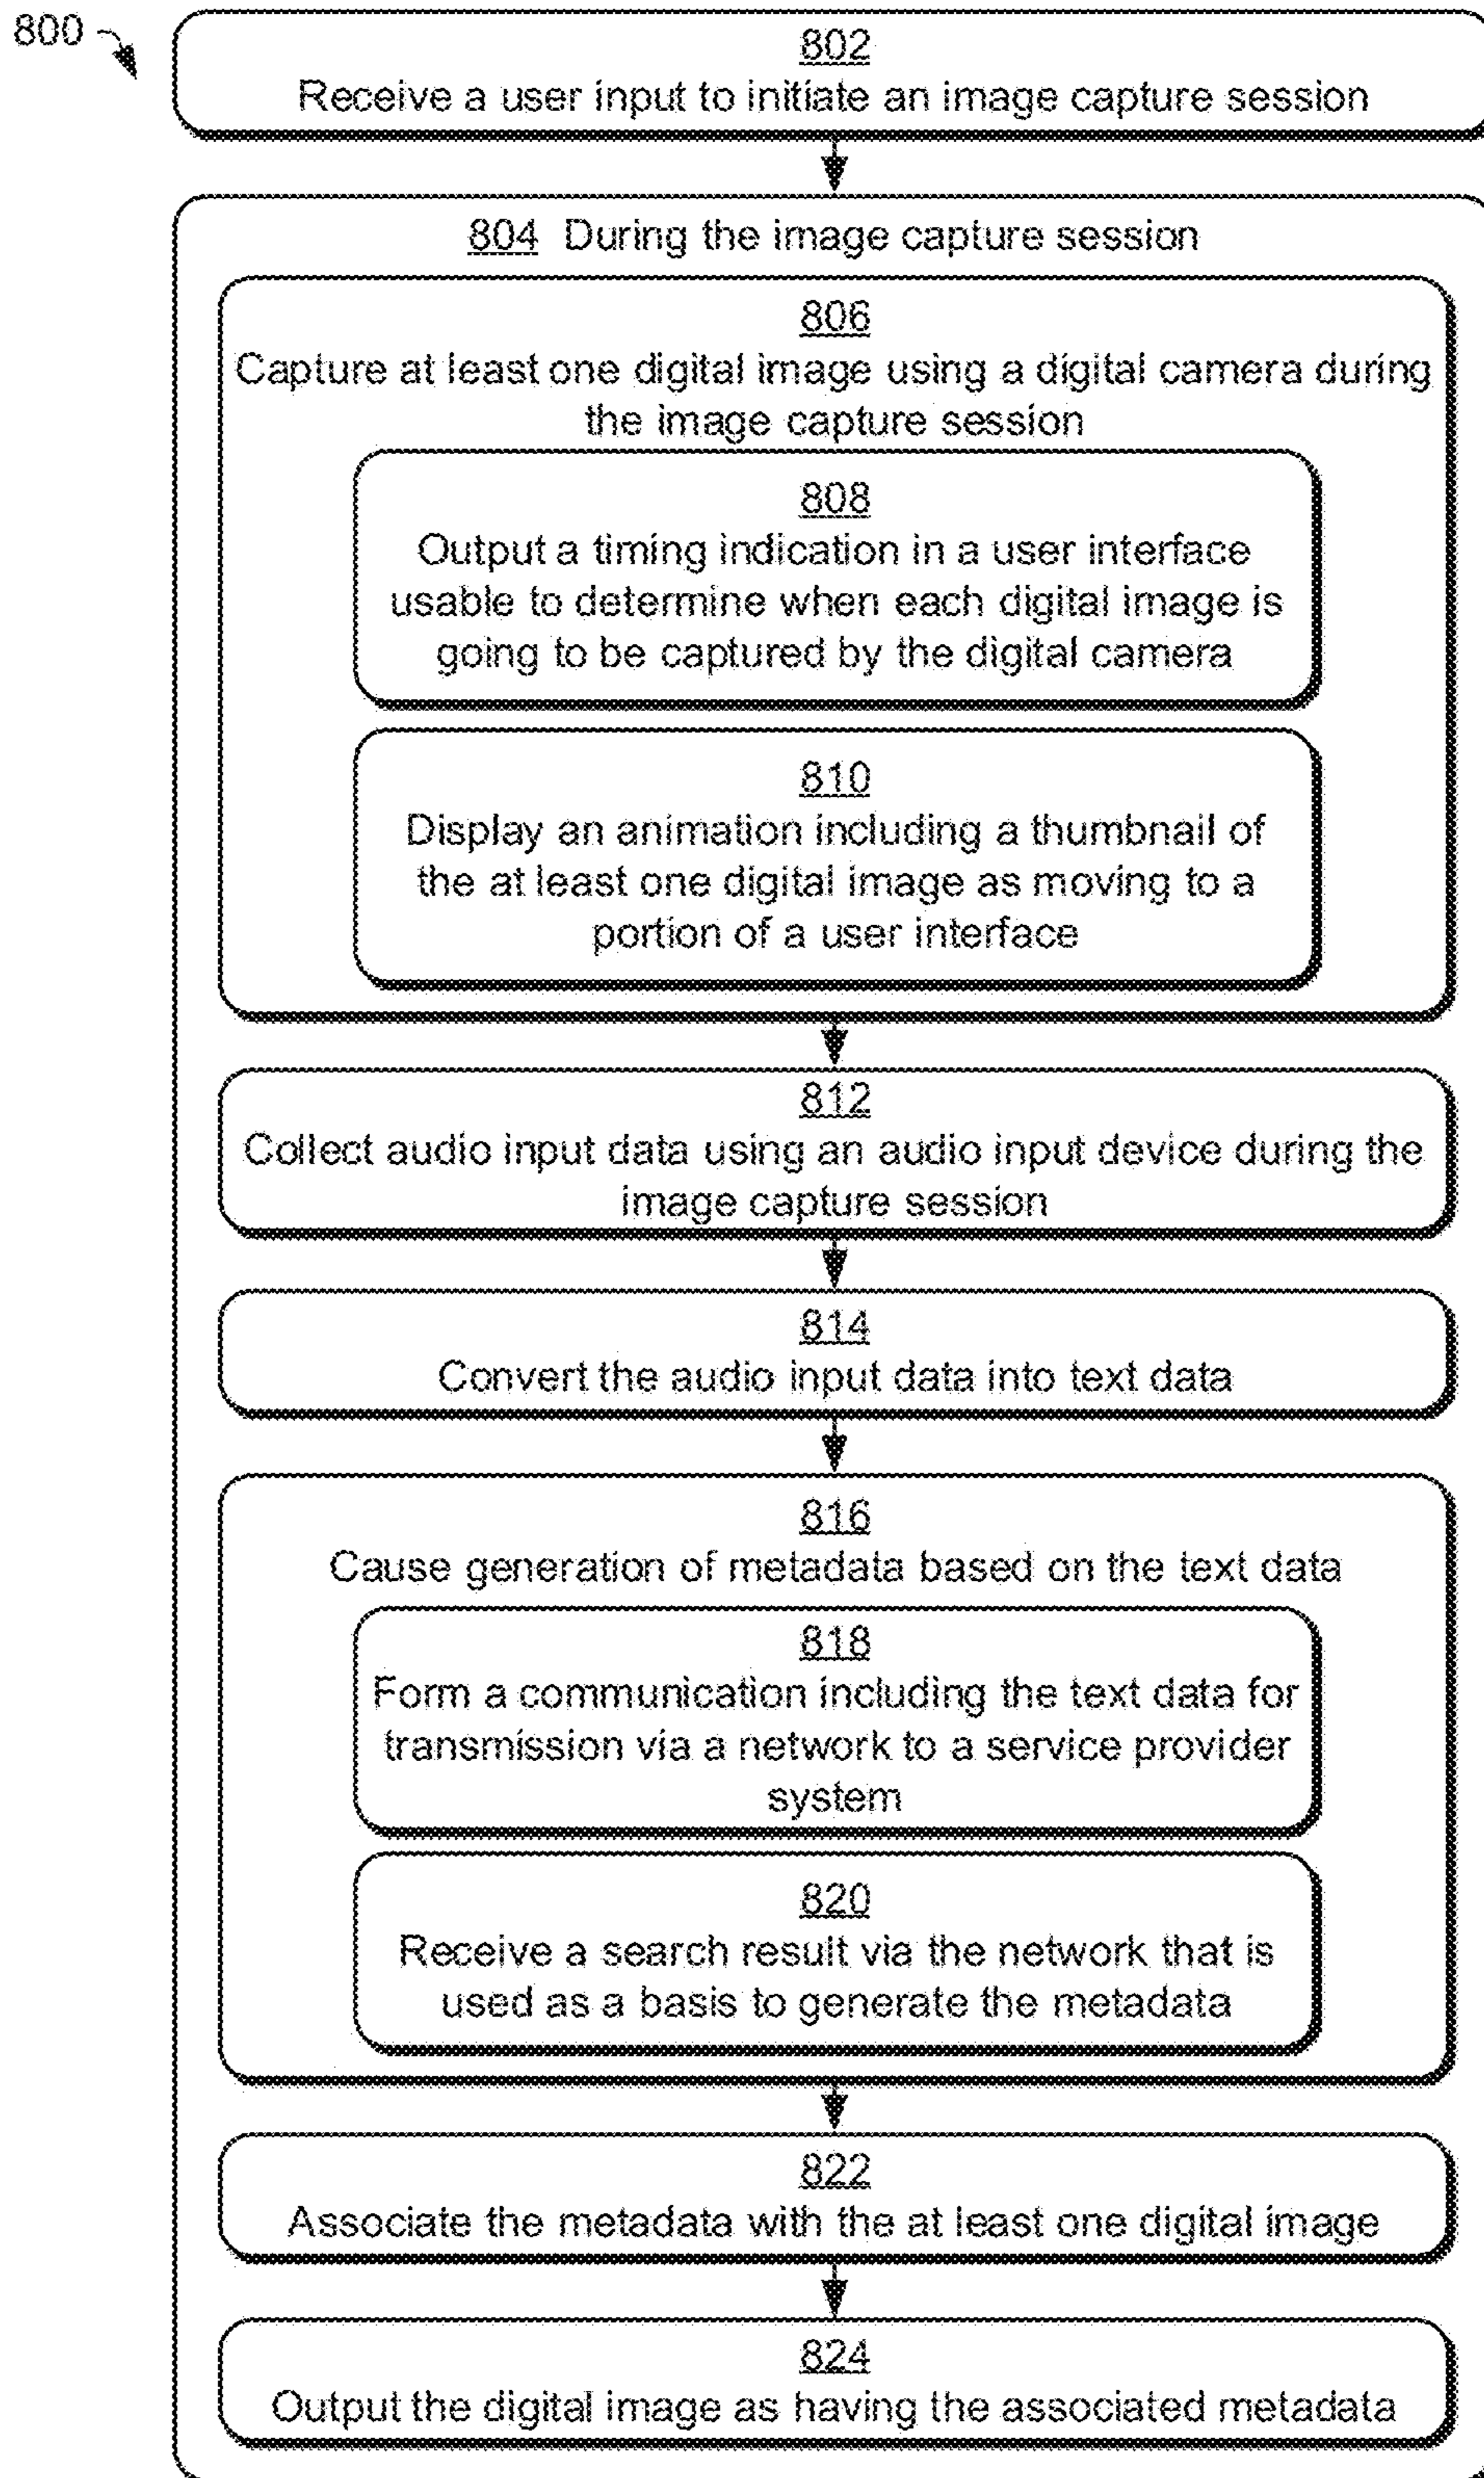 800
802
Receive a user input to initiate an image capture session
804 During the image capture session
806
Capture at least one digital image using a digital camera during
the image capture session
808
Output a timing indication in a user interface
usable to determine when each digital image is
going to be captured by the digital camera
810
Display an animation including a thumbnail of
the at least one digital image as moving to a
portion of a user interface
812
Collect audio input data using an audio input device during the
image capture session
814
Convert the audio input data into text data
816
Cause generation of metadata based on the text data
818
Form a communication including the text data for
transmission via a network to a service provider
system
820
Receive a search result via the network that is
used as a basis to generate the metadata
822
Associate the metadata with the at least one digital image
824
Output the digital image as having the associated metadata